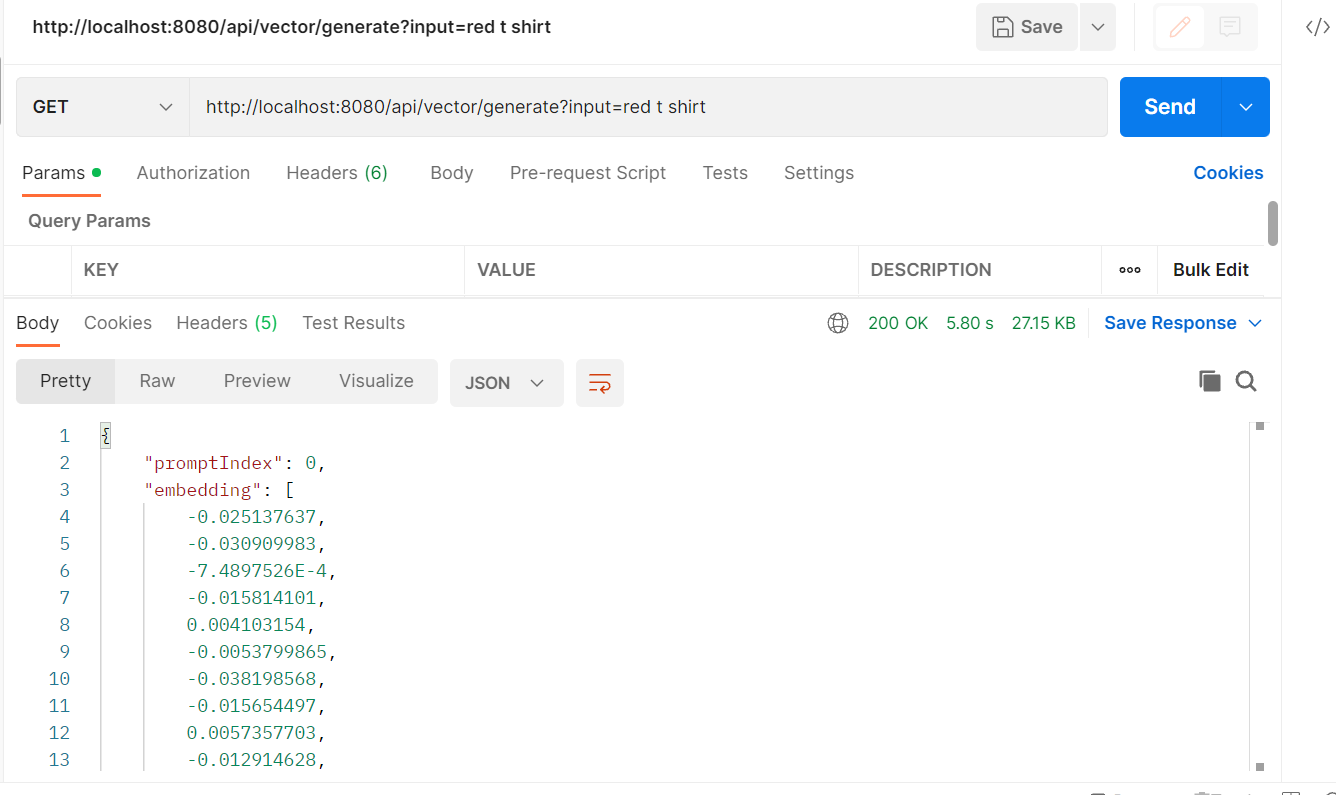 http://localhost:8080/api/vector/generate?input=red t shirt
Save
</>
GET
http://localhost:8080/api/vector/generate?input=red t shirt
Send
Params
Authorization
Headers (6)
Body
Pre-request Script
Tests
Settings
Cookies
Query Params
KEY
VALUE
DESCRIPTION
Bulk Edit
Body
Cookies
Headers (5)
Test Results
200 OK
5.80 s
27.15 KB
Save Response
Pretty
Raw
Preview
Visualize
JSON
1 {
2 "promptIndex": 0,
3 "embedding": [
4 -0.025137637,
5 -0.030909983,
6 -7.4897526E-4,
7 -0.015814101,
8 0.004103154,
9 -0.0053799865,
10 -0.038198568,
11 -0.015654497,
12 0.0057357703,
13 -0.012914628,